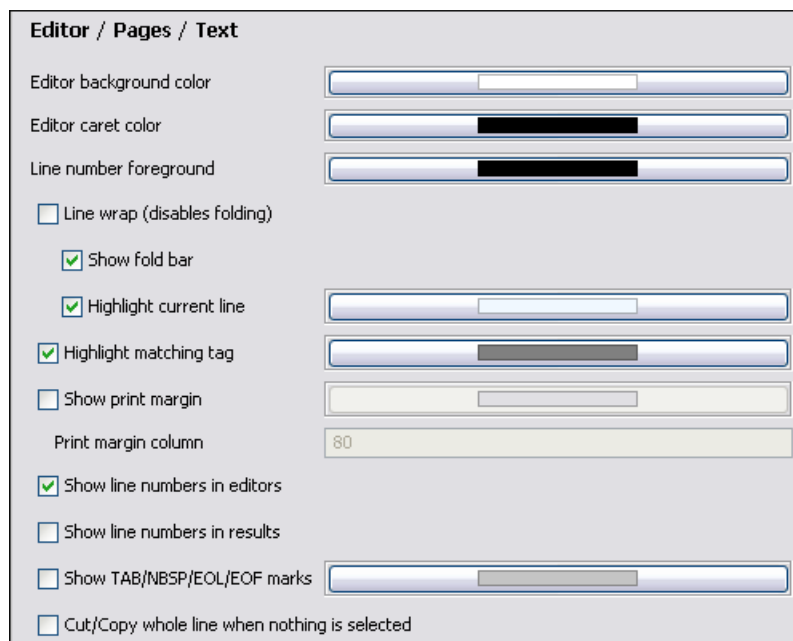 Editor / Pages / Text
Editor background color
Editor caret color
Line number foreground
Line wrap (disables folding)
Show fold bar
Highlight current line
Highlight matching tag
Show print margin
Print margin column 80
Show line numbers in editors
Show line numbers in results
Show TAB/NBSP/EOL/EOF marks
Cut/Copy whole line when nothing is selected